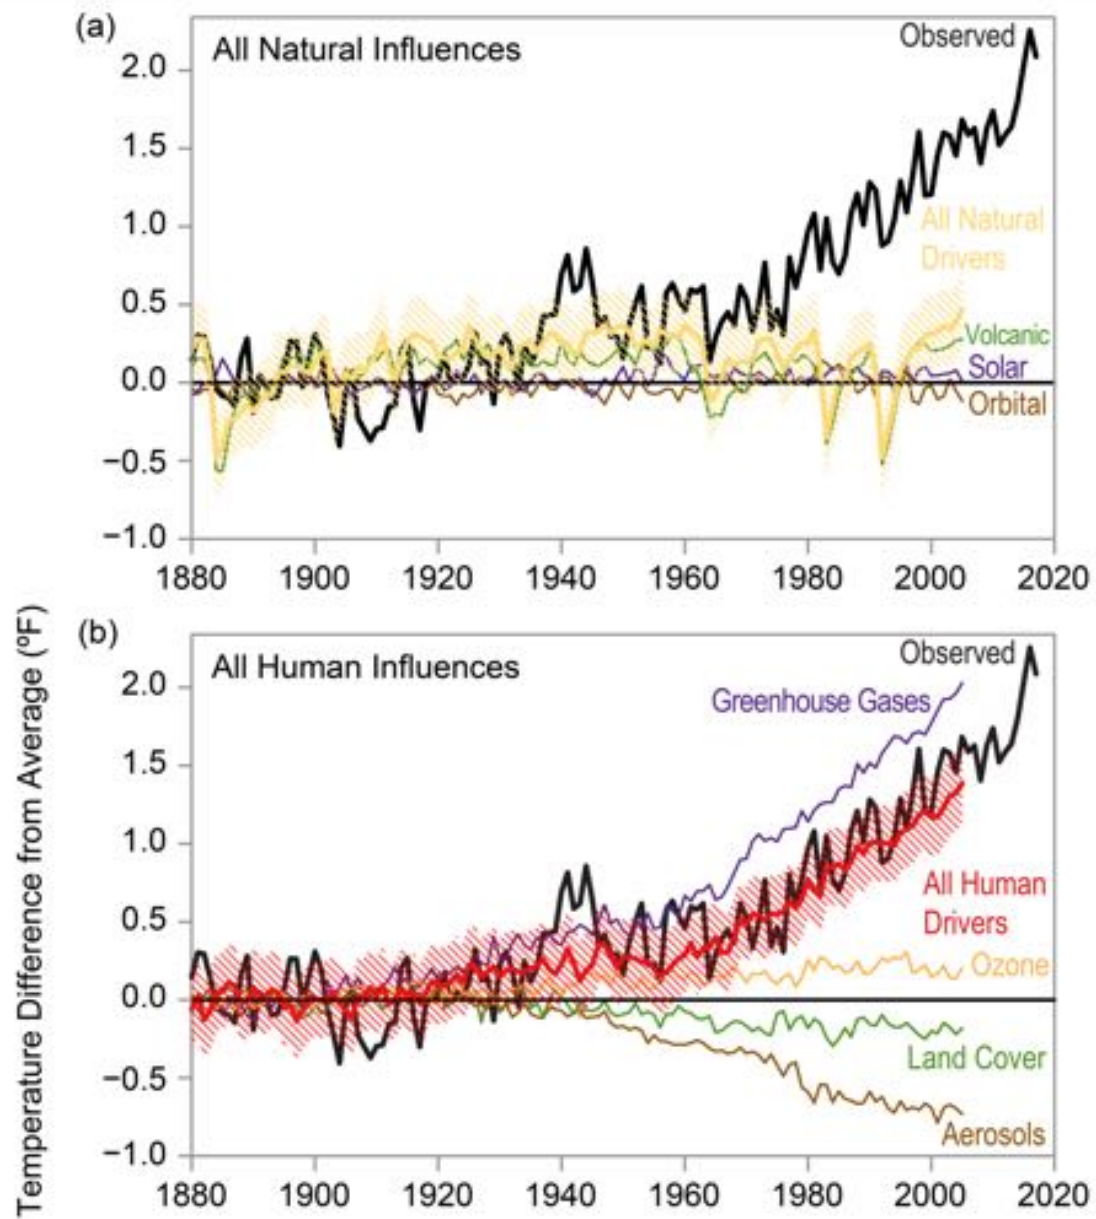 (a)
All Natural Influences
Observed
2.0
1.5
1.0
All Natural
Drivers
0.5
Volcanic
Solar
0.0
Orbital
−0.5
−1.0
1880 1900 1920 1940 1960 1980 2000 2020
Temperature Difference from Average (ºF)
(b)
All Human Influences
Observed
2.0
Greenhouse Gases
1.5
1.0
All Human
Drivers
0.5
Ozone
0.0
Land Cover
−0.5
Aerosols
−1.0
1880 1900 1920 1940 1960 1980 2000 2020